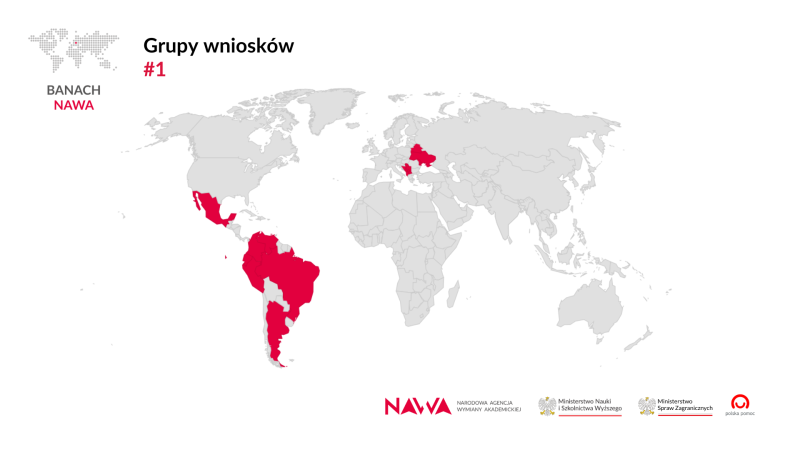 Grupy wniosków
#1
BANACH
NAWA
NAWA
NARODOWA AGENCJA
WYMIANY AKADEMICKIEJ
Ministerstwo Nauki
i Szkolnictwa Wyższego
Ministerstwo
Spraw Zagranicznych
polska pomoc